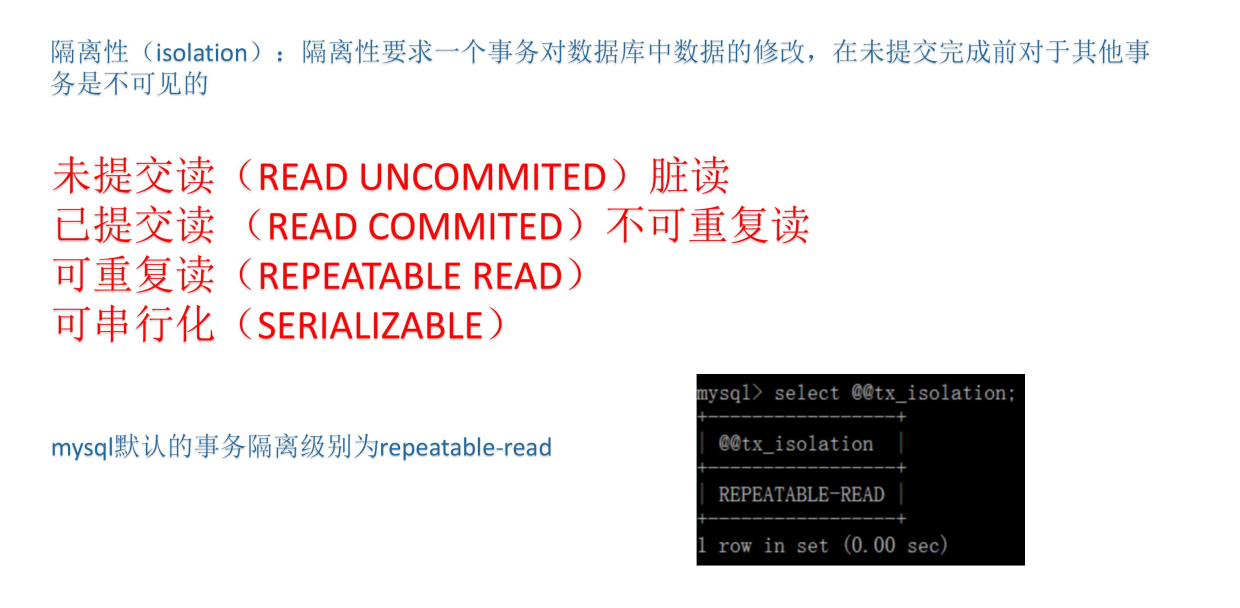 隔离性（isolation）：隔离性要求一个事务对数据库中数据的修改，在未提交完成前对于其他事
务是不可见的
未提交读（READ UNCOMMITED）脏读
已提交读 （READ COMMITED）不可重复读
可重复读（REPEATABLE READ）
可串行化（SERIALIZABLE）
mysql默认的事务隔离级别为repeatable-read
mysql> select @@tx_isolation;
+-----------------+
| @@tx_isolation  |
+-----------------+
| REPEATABLE-READ |
+-----------------+
1 row in set (0.00 sec)